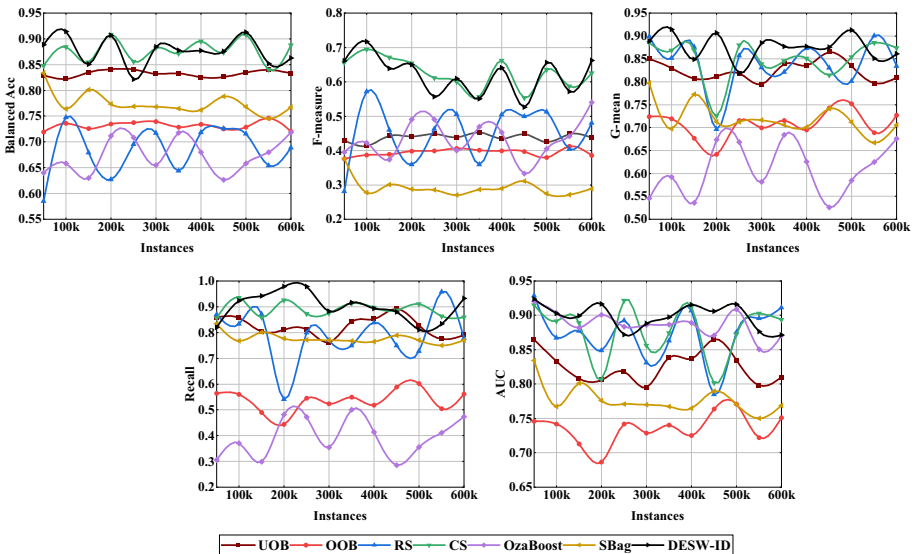 Balanced Acc
0.95
0.90
0.85
0.80
0.75
0.70
0.65
0.60
0.55
100k 200k 300k 400k 500k 600k
Instances
F-measure
0.8
0.7
0.6
0.5
0.4
0.3
0.2
100k 200k 300k 400k 500k 600k
Instances
G-mean
0.95
0.90
0.85
0.80
0.75
0.70
0.65
0.60
0.55
0.50
100k 200k 300k 400k 500k 600k
Instances
Recall
1.0
0.9
0.8
0.7
0.6
0.5
0.4
0.3
0.2
100k 200k 300k 400k 500k 600k
Instances
AUC
0.95
0.90
0.85
0.80
0.75
0.70
0.65
100k 200k 300k 400k 500k 600k
Instances
UOB OOB RS CS OzaBoost SBag DESW-ID